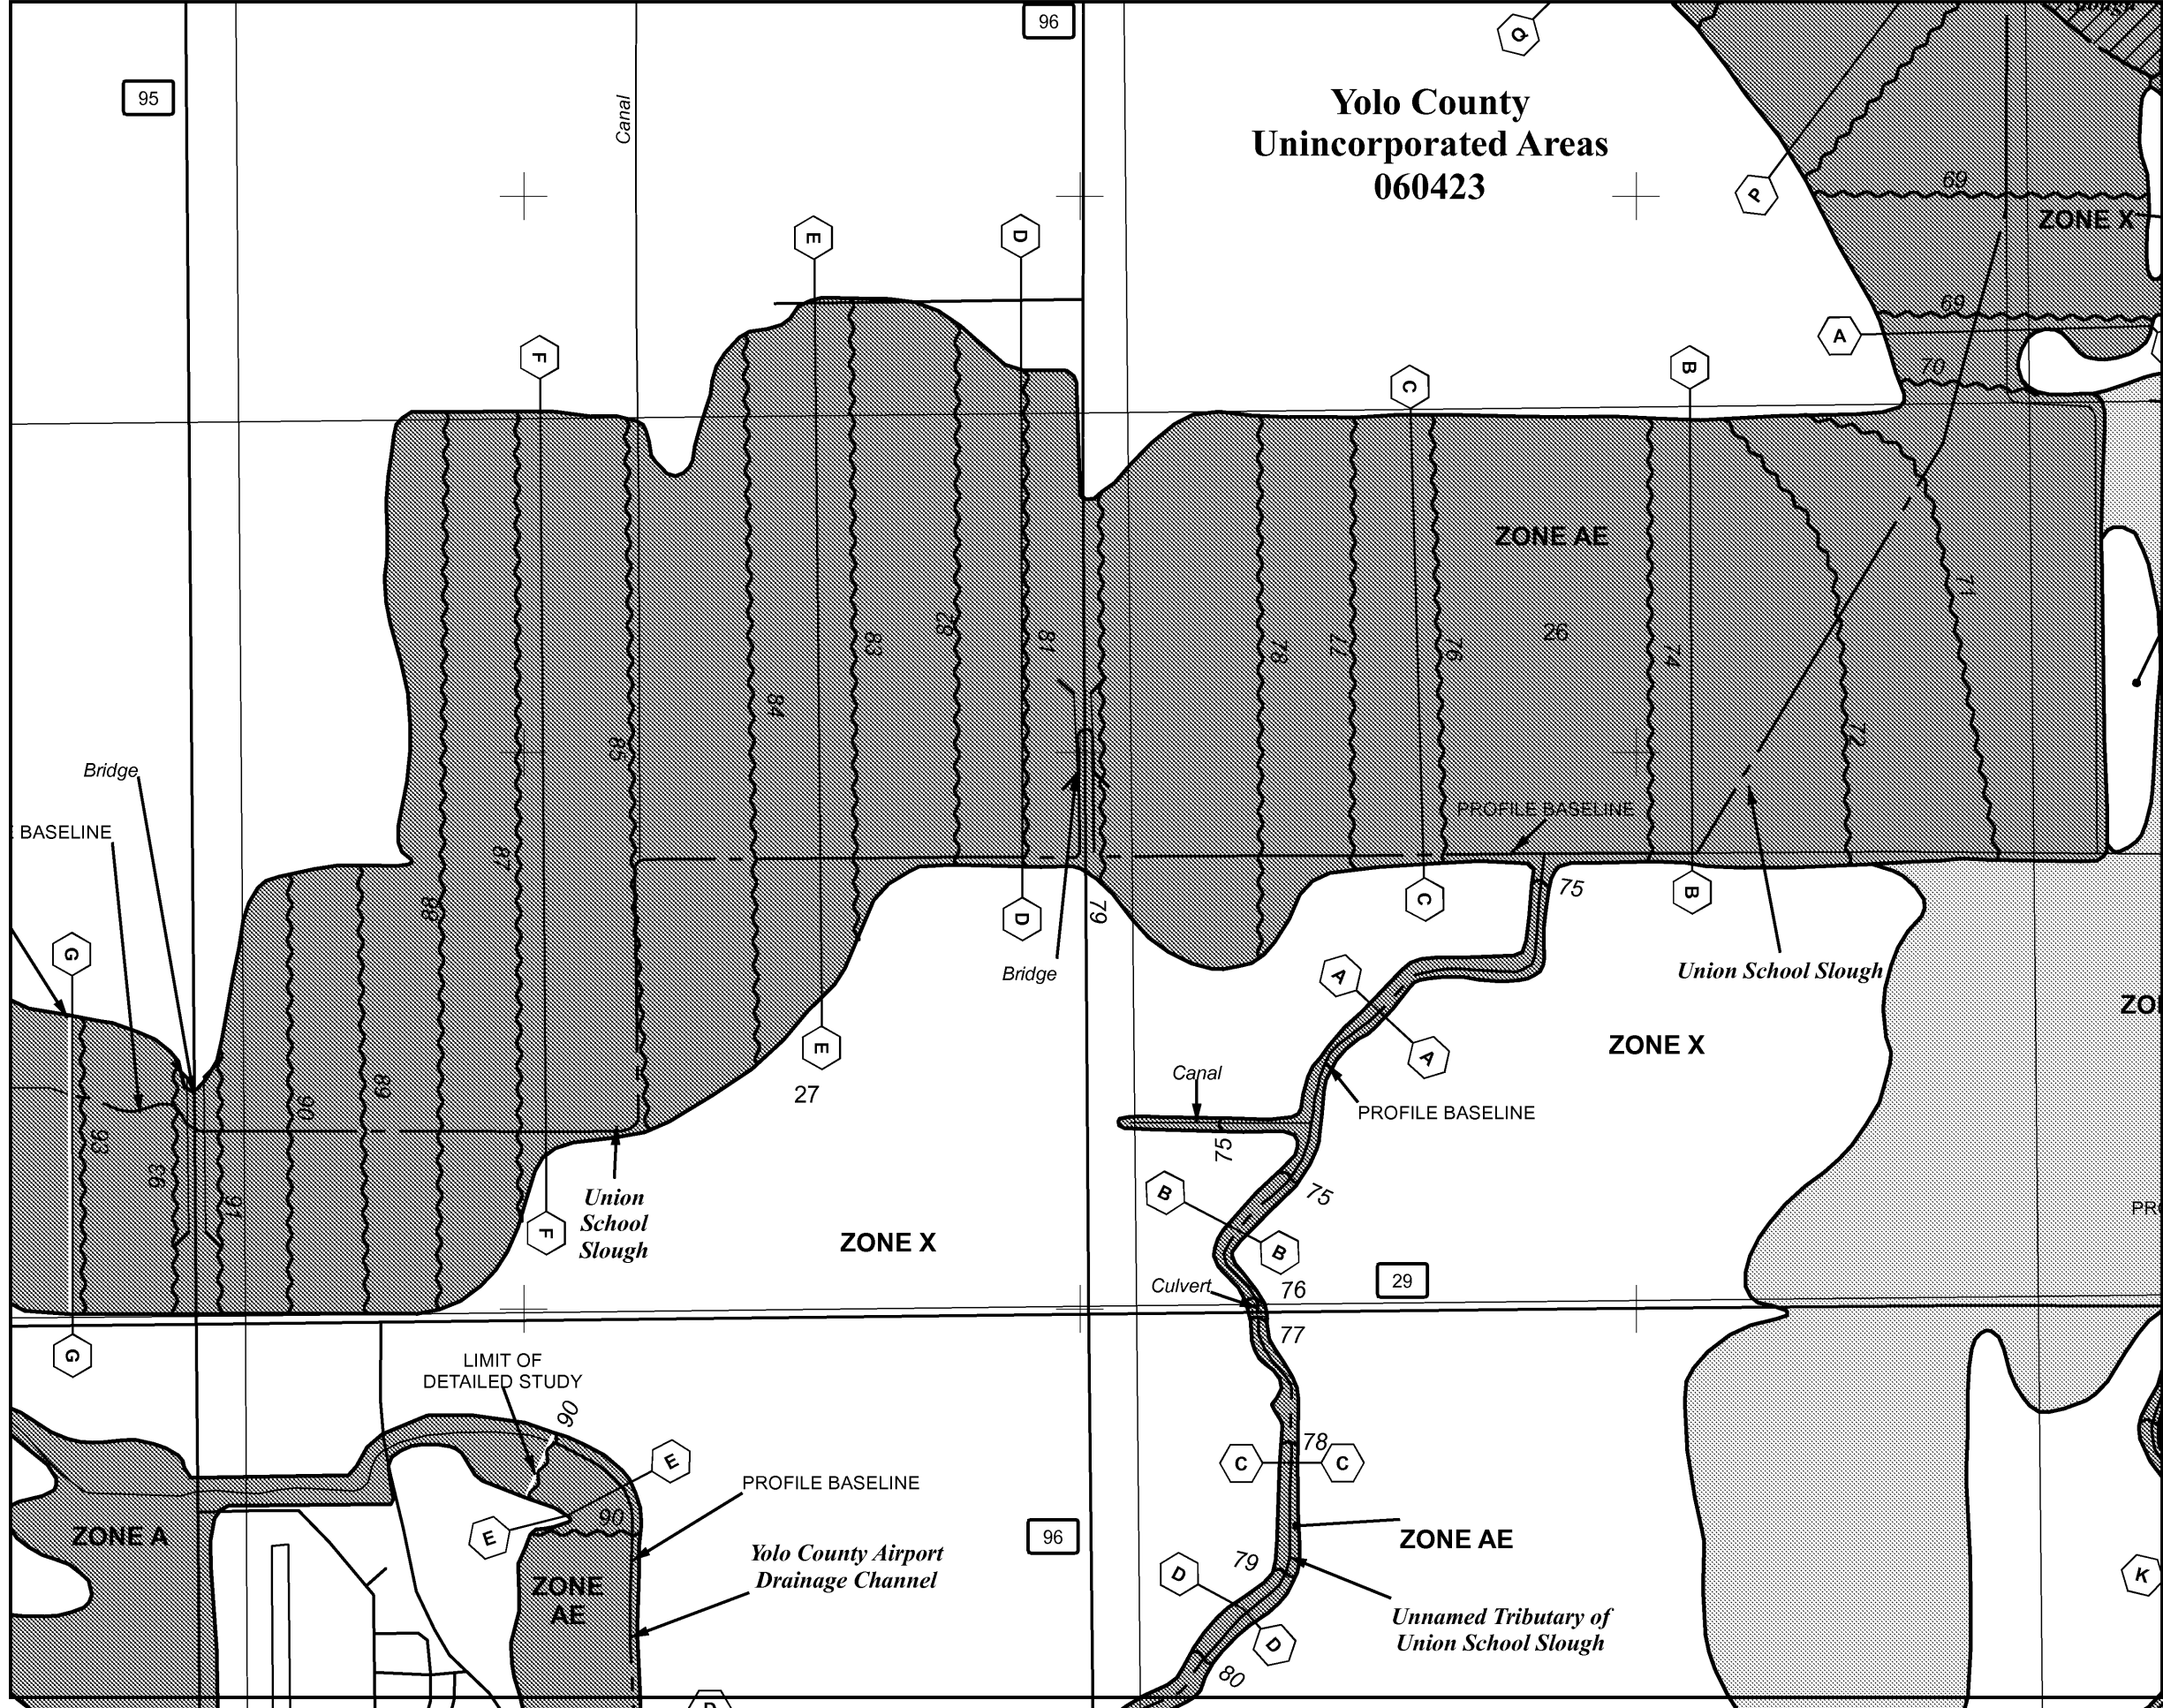 96
Q
Slough
95
Canal
Yolo County
Unincorporated Areas
060423
P
69
ZONE X
E
D
69
A
F
70
B
C
ZONE AE
71
26
83
82
81
78
77
76
74
84
85
72
Bridge
PROFILE BASELINE
BASELINE
87
88
75
B
C
79
D
G
Bridge
A
Union School Slough
ZO
ZONE X
E
A
Canal
27
89
90
PROFILE BASELINE
93
75
93
91
B
75
Union
School
Slough
F
PR
ZONE X
B
Culvert
76
29
77
G
LIMIT OF
DETAILED STUDY
90
78
E
C
C
PROFILE BASELINE
90
E
96
ZONE A
ZONE AE
Yolo County Airport
Drainage Channel
79
D
K
ZONE
AE
Unnamed Tributary of
Union School Slough
D
80
D